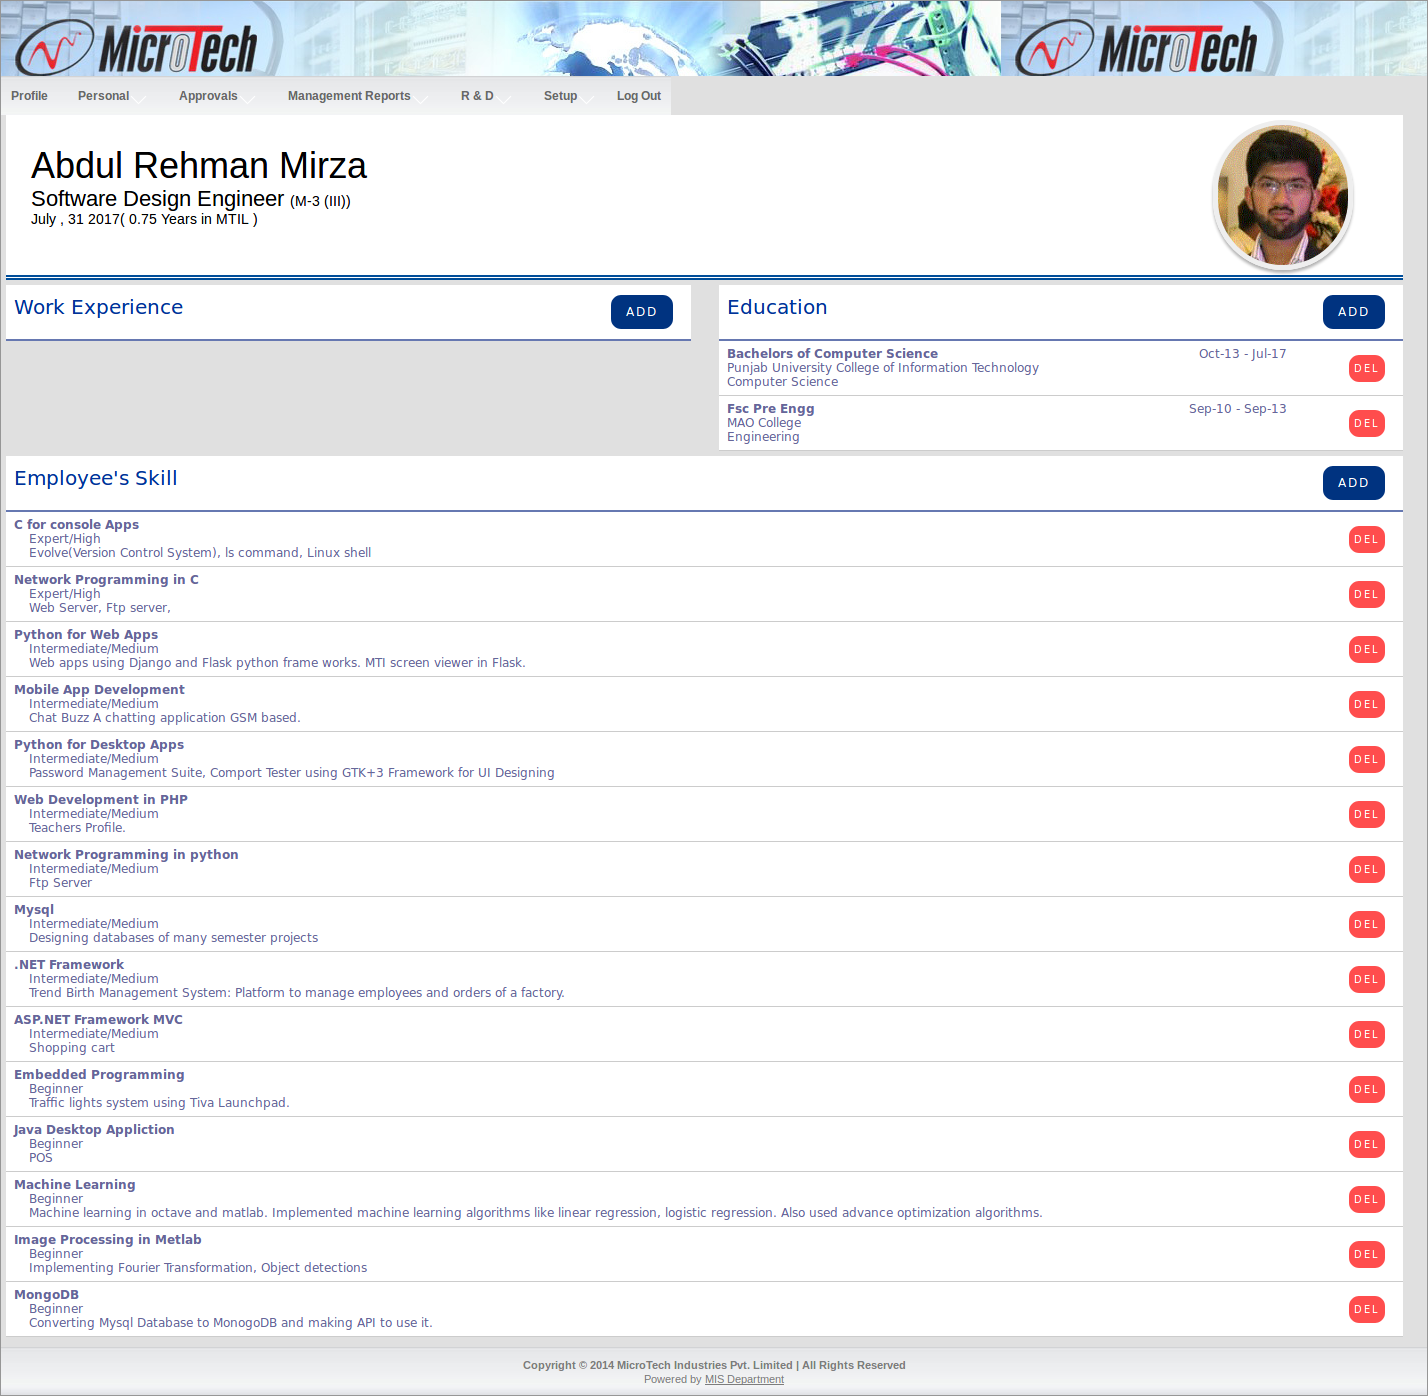 MicroTech MicroTech
Profile Personal Approvals Management Reports R & D Setup Log Out
Abdul Rehman Mirza
Software Design Engineer (M-3 (III))
July , 31 2017( 0.75 Years in MTIL )
Work Experience ADD
Education ADD
Bachelors of Computer Science Oct-13 - Jul-17
Punjab University College of Information Technology DEL
Computer Science
Fsc Pre Engg Sep-10 - Sep-13
MAO College DEL
Engineering
Employee's Skill ADD
C for console Apps
Expert/High DEL
Evolve(Version Control System), ls command, Linux shell
Network Programming in C
Expert/High DEL
Web Server, Ftp server,
Python for Web Apps
Intermediate/Medium DEL
Web apps using Django and Flask python frame works. MTI screen viewer in Flask.
Mobile App Development
Intermediate/Medium DEL
Chat Buzz A chatting application GSM based.
Python for Desktop Apps
Intermediate/Medium DEL
Password Management Suite, Comport Tester using GTK+3 Framework for UI Designing
Web Development in PHP
Intermediate/Medium DEL
Teachers Profile.
Network Programming in python
Intermediate/Medium DEL
Ftp Server
Mysql
Intermediate/Medium DEL
Designing databases of many semester projects
.NET Framework
Intermediate/Medium DEL
Trend Birth Management System: Platform to manage employees and orders of a factory.
ASP.NET Framework MVC
Intermediate/Medium DEL
Shopping cart
Embedded Programming
Beginner DEL
Traffic lights system using Tiva Launchpad.
Java Desktop Appliction
Beginner DEL
POS
Machine Learning
Beginner DEL
Machine learning in octave and matlab. Implemented machine learning algorithms like linear regression, logistic regression. Also used advance optimization algorithms.
Image Processing in Metlab
Beginner DEL
Implementing Fourier Transformation, Object detections
MongoDB
Beginner DEL
Converting Mysql Database to MonogoDB and making API to use it.
Copyright © 2014 MicroTech Industries Pvt. Limited | All Rights Reserved
Powered by MIS Department